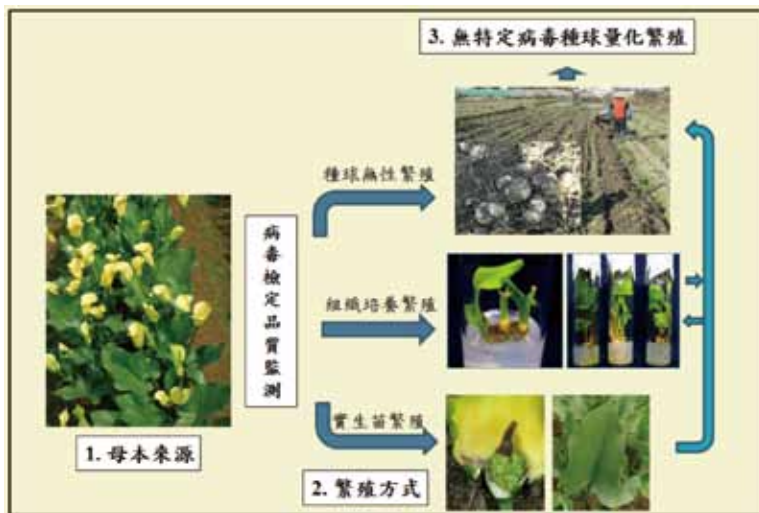 3. 無特定病毒種球量化繁殖
種球無性繁殖
病毒檢定品質監測
組織培養繁殖
實生苗繁殖
1. 母本來源
2. 繁殖方式